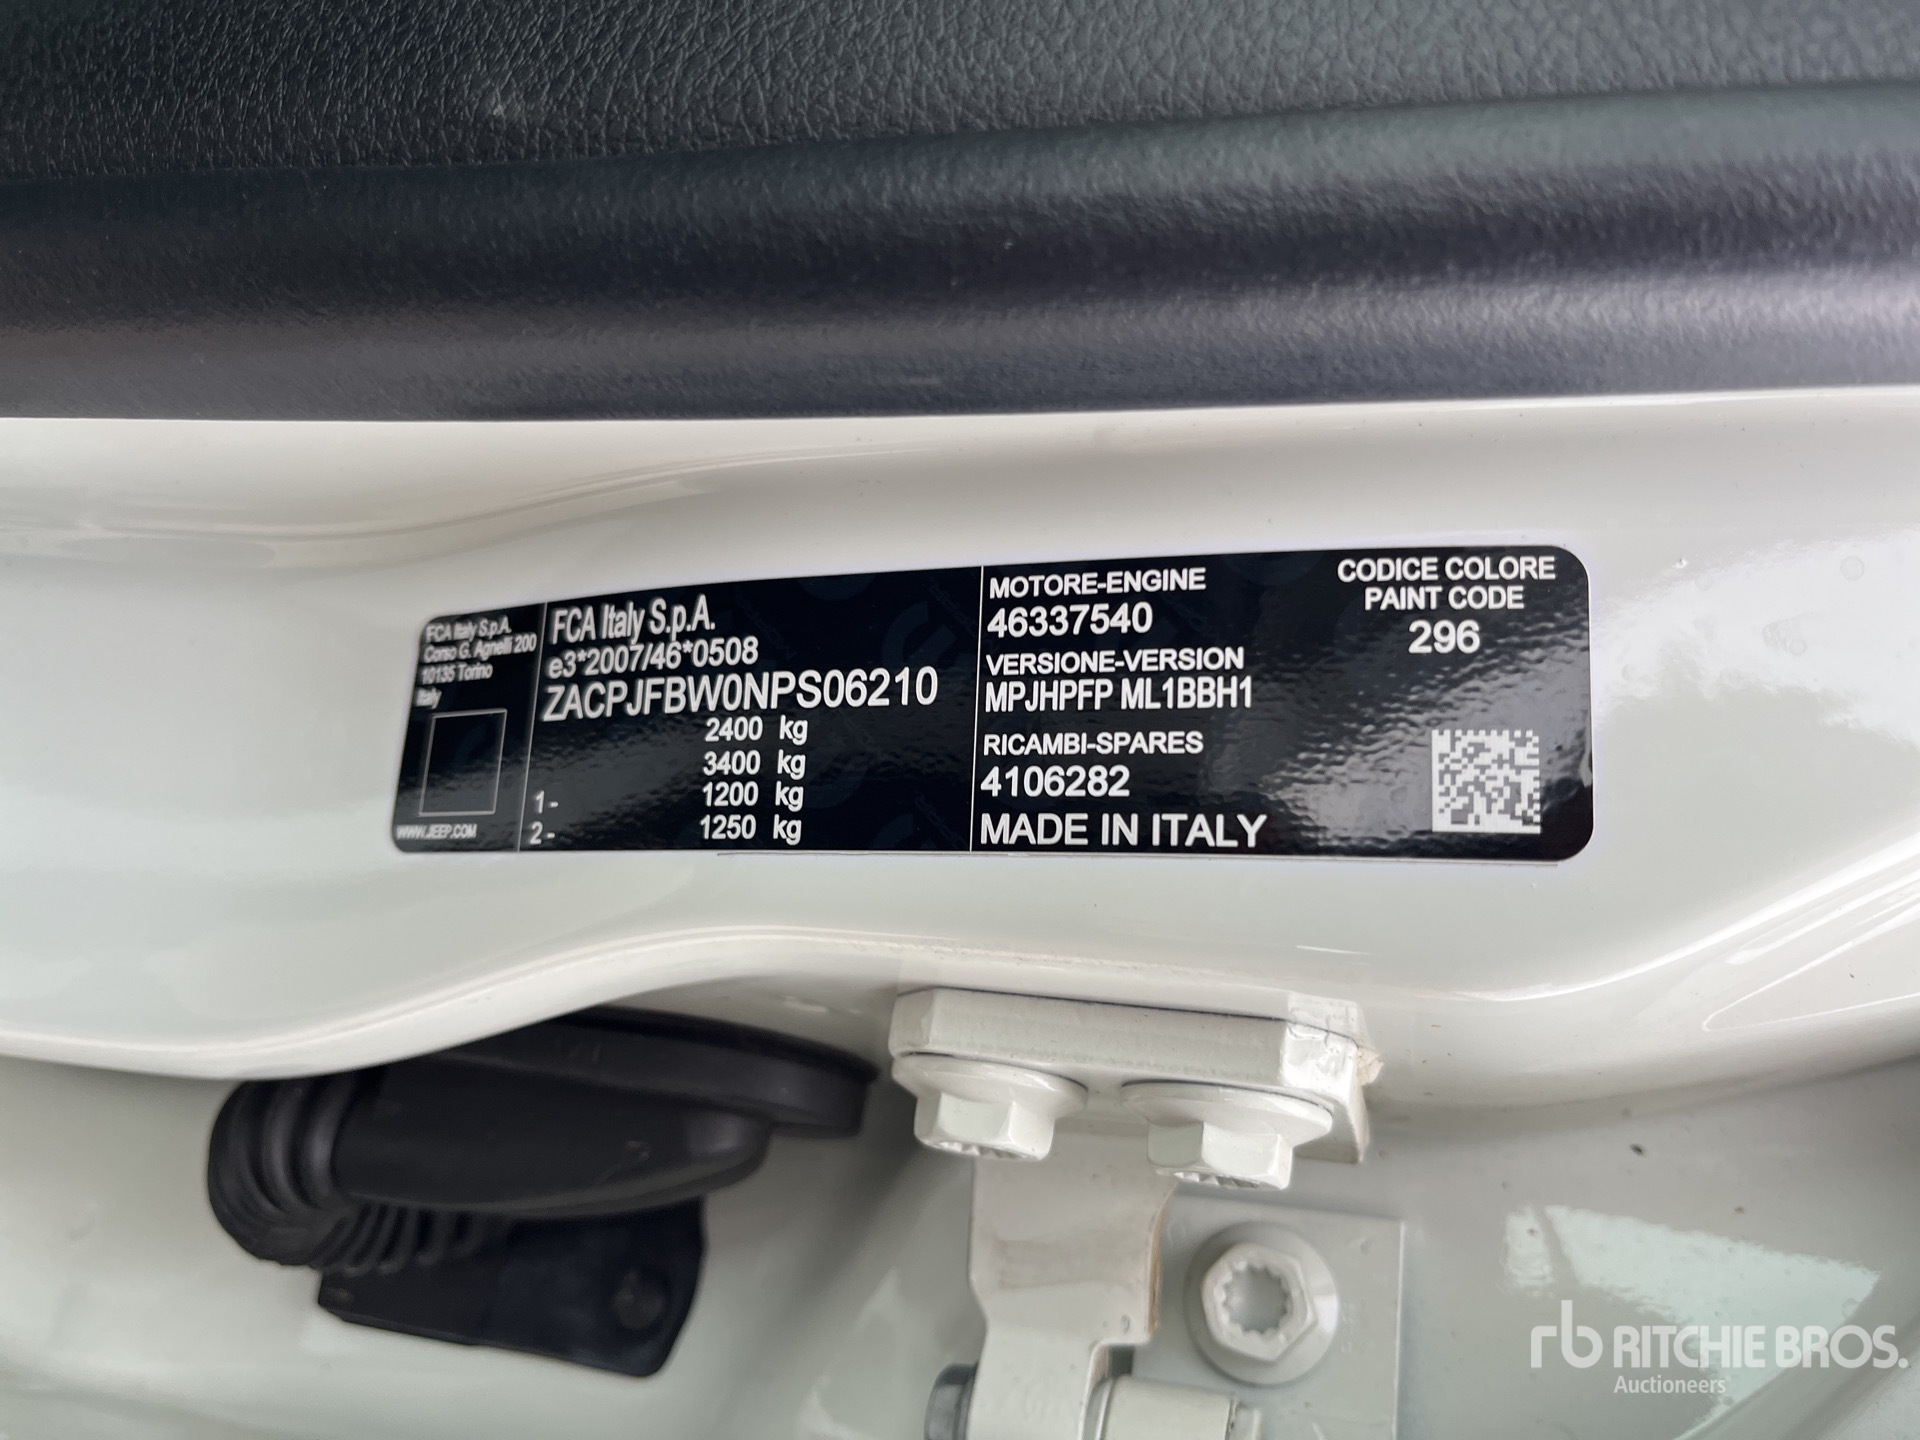 FCA Italy S.p.A.
Corso G. Agnelli 200
10135 Torino
Italy
WWW.JEEP.COM
FCA Italy S.p.A.
e3*2007/46*0508
ZACPJFBW0NPS06210
2400 kg
3400 kg
1- 1200 kg
2- 1250 kg
MOTORE-ENGINE
46337540
VERSIONE-VERSION
MPJHPFP ML1BBH1
RICAMBI-SPARES
4106282
MADE IN ITALY
CODICE COLORE
PAINT CODE
296
rb RITCHIE BROS.
Auctioneers